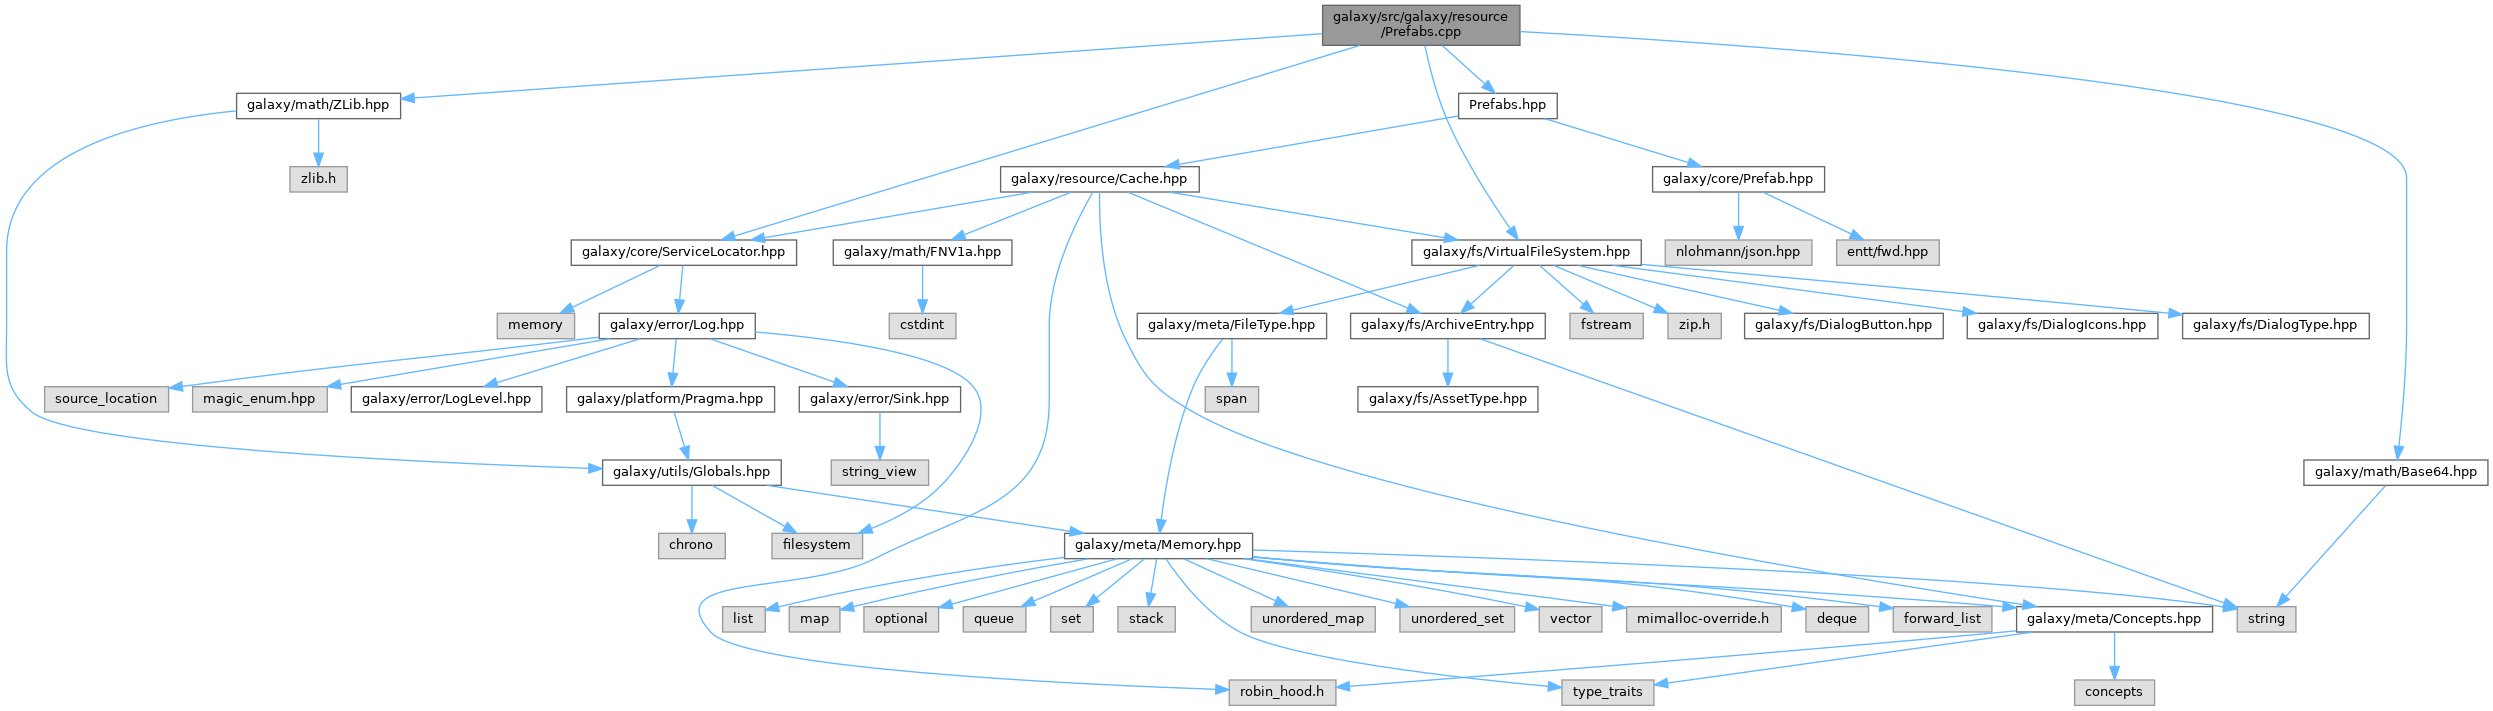 galaxy/src/galaxy/resource
/Prefabs.cpp
galaxy/math/ZLib.hpp
Prefabs.hpp
zlib.h
galaxy/resource/Cache.hpp
galaxy/core/Prefab.hpp
galaxy/core/ServiceLocator.hpp
galaxy/math/FNV1a.hpp
galaxy/fs/VirtualFileSystem.hpp
nlohmann/json.hpp
entt/fwd.hpp
memory
galaxy/error/Log.hpp
cstdint
galaxy/meta/FileType.hpp
galaxy/fs/ArchiveEntry.hpp
fstream
zip.h
galaxy/fs/DialogButton.hpp
galaxy/fs/DialogIcons.hpp
galaxy/fs/DialogType.hpp
source_location
magic_enum.hpp
galaxy/error/LogLevel.hpp
galaxy/platform/Pragma.hpp
galaxy/error/Sink.hpp
span
galaxy/fs/AssetType.hpp
galaxy/utils/Globals.hpp
string_view
galaxy/math/Base64.hpp
chrono
filesystem
galaxy/meta/Memory.hpp
list
map
optional
queue
set
stack
unordered_map
unordered_set
vector
mimalloc-override.h
deque
forward_list
galaxy/meta/Concepts.hpp
string
robin_hood.h
type_traits
concepts